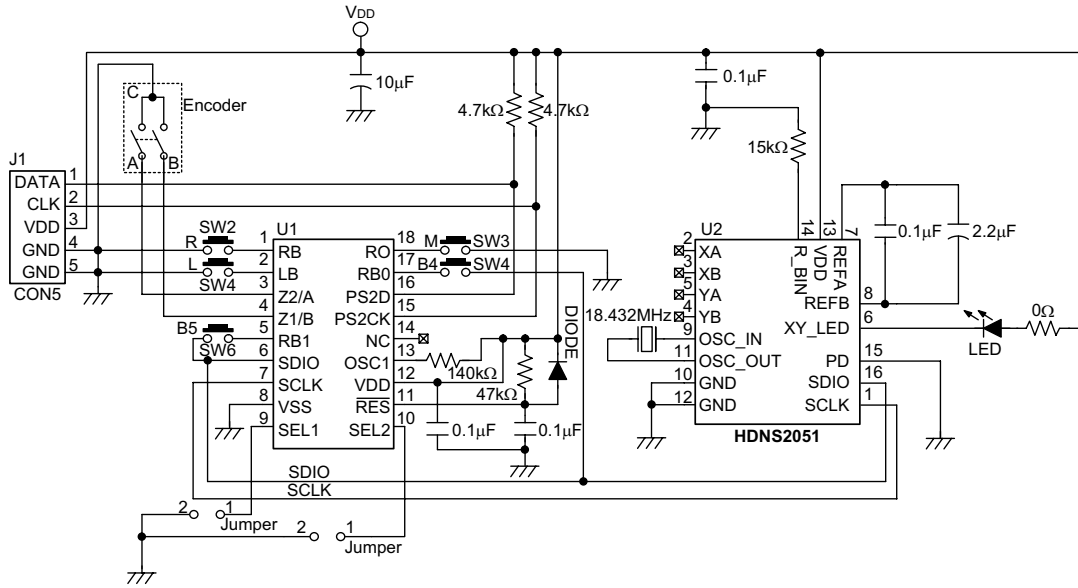 VDD
10μF
0.1μF
C
Encoder
4.7kΩ
4.7kΩ
15kΩ
A
B
J1
DATA 1
CLK 2
VDD 3
GND 4
GND 5
CON5
R
SW2
L
SW4
B5
SW6
U1
1 RB
2 LB
3 Z2/A
4 Z1/B
5 RB1
6 SDIO
7 SCLK
8 VSS
9 SEL1
RO 18
RB0 17
PS2D 16
PS2CK 15
NC 14
OSC1 13
VDD 12
RES 11
SEL2 10
M
SW3
B4
SW4
DIODE
140kΩ
47kΩ
0.1μF
0.1μF
SDIO
SCLK
2
1
Jumper
2
1
Jumper
U2
14 R_BIN
13 VDD
7 REFA
2 XA
3 XB
5 YA
4 YB
9 OSC_IN
11 OSC_OUT
10 GND
12 GND
REFB 8
XY_LED 6
PD 15
SDIO 16
SCLK 1
HDNS2051
18.432MHz
0.1μF
2.2μF
LED
0Ω